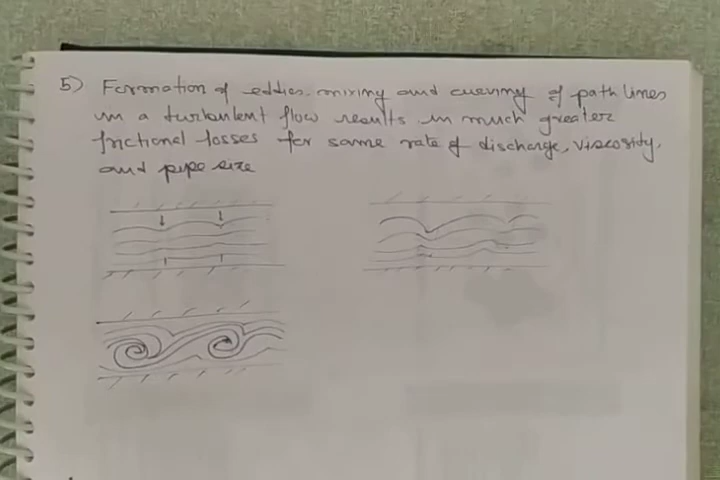 5) Formation of eddies mixing and curving of path lines
in a turbulent flow results in much greater
frictional losses for same rate of discharge, viscosity,
and pipe size